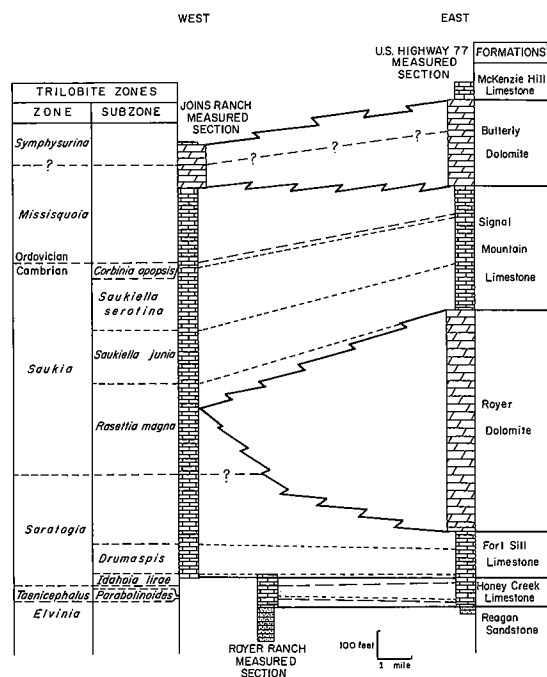 WEST
EAST
U.S. HIGHWAY 77
MEASURED
SECTION
FORMATIONS
McKenzie Hill
Limestone
TRILOBITE ZONES
ZONE
SUBZONE
JOINS RANCH
MEASURED
SECTION
Symphysurina
?
?
?
?
Butterly
Dolomite
Missisquoia
Signal
Mountain
Limestone
Ordovician
Cambrian
Corbinia apopsis
Saukiella
serotina
Saukiella junia
Saukia
Rasettia magna
Royer
Dolomite
?
Saratogia
Drumaspis
Fort Sill
Limestone
Idahoia lirae
Taenicephalus
Parabolinoides
Honey Creek
Limestone
Elvinia
Reagan
Sandstone
ROYER RANCH
MEASURED
SECTION
100 feet
1 mile